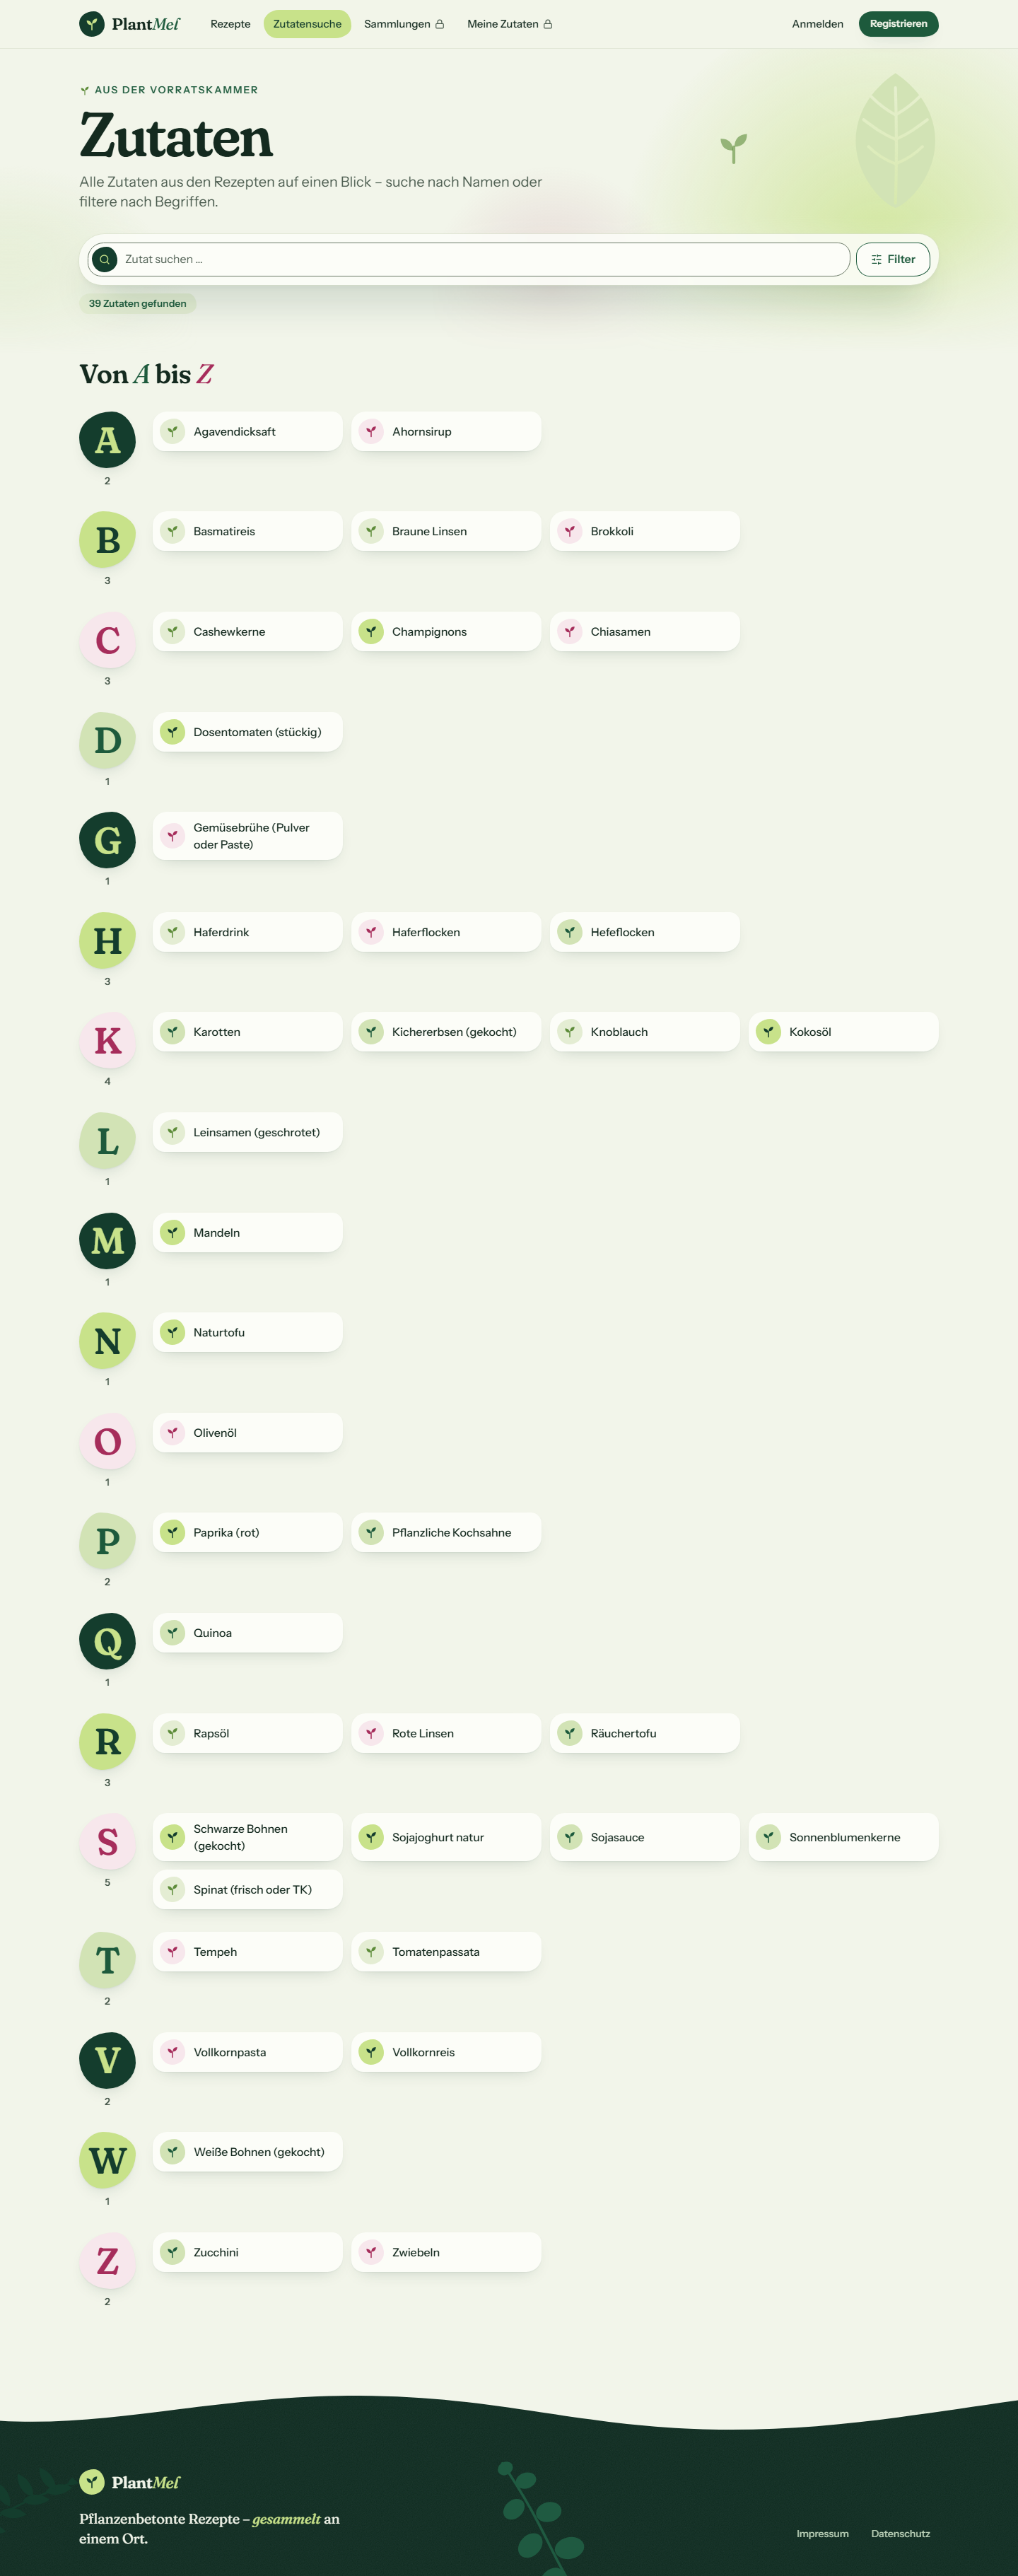 PlantMel
Rezepte
Zutatensuche
Sammlungen
Meine Zutaten
Anmelden
Registrieren
AUS DER VORRATSKAMMER
Zutaten
Alle Zutaten aus den Rezepten auf einen Blick – suche nach Namen oder
filtere nach Begriffen.
Zutat suchen ...
Filter
39 Zutaten gefunden
Von A bis Z
A
2
Agavendicksaft
Ahornsirup
B
3
Basmatireis
Braune Linsen
Brokkoli
C
3
Cashewkerne
Champignons
Chiasamen
D
1
Dosentomaten (stückig)
G
1
Gemüsebrühe (Pulver
oder Paste)
H
3
Haferdrink
Haferflocken
Hefeflocken
K
4
Karotten
Kichererbsen (gekocht)
Knoblauch
Kokosöl
L
1
Leinsamen (geschrotet)
M
1
Mandeln
N
1
Naturtofu
O
1
Olivenöl
P
2
Paprika (rot)
Pflanzliche Kochsahne
Q
1
Quinoa
R
3
Rapsöl
Rote Linsen
Räuchertofu
S
5
Schwarze Bohnen
(gekocht)
Sojajoghurt natur
Sojasauce
Sonnenblumenkerne
Spinat (frisch oder TK)
T
2
Tempeh
Tomatenpassata
V
2
Vollkornpasta
Vollkornreis
W
1
Weiße Bohnen (gekocht)
Z
2
Zucchini
Zwiebeln
PlantMel
Pflanzenbetonte Rezepte – gesammelt an
einem Ort.
Impressum
Datenschutz